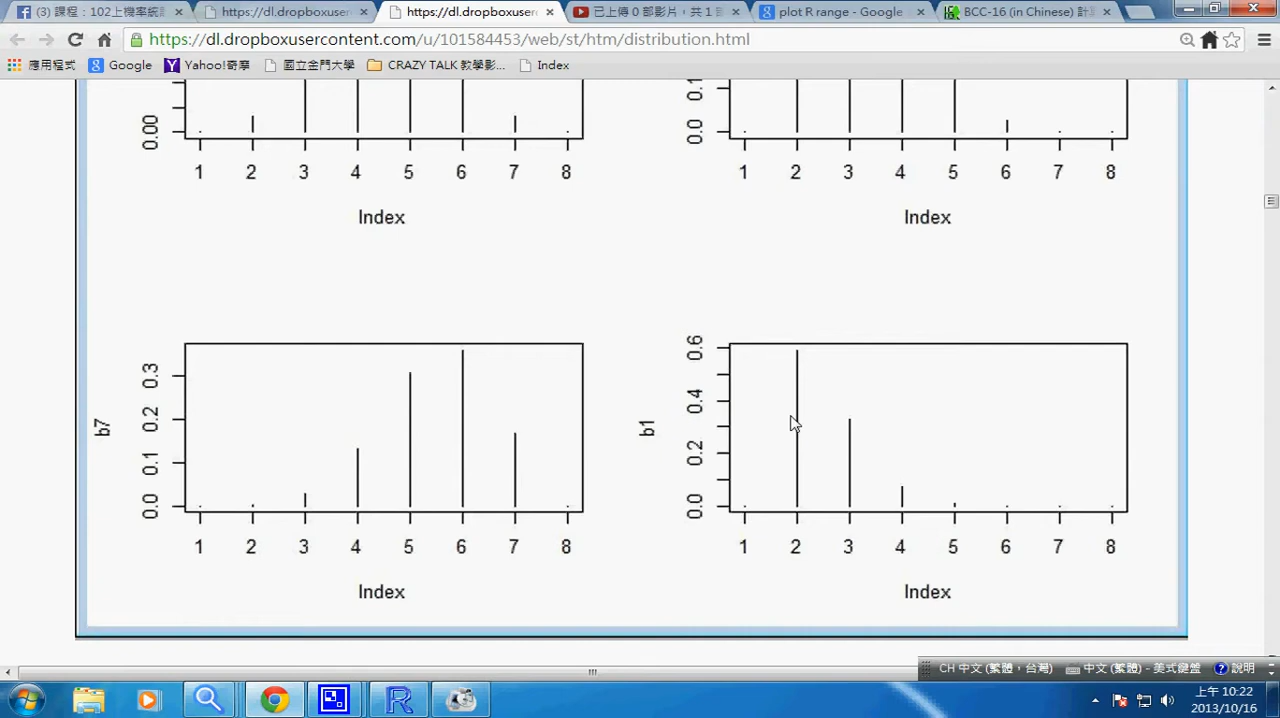 (3) 課程：102上機率統計
https://dl.dropboxuser
https://dl.dropboxuser
已上傳 0 部影片，共 1 部
plot R range - Google
BCC-16 (in Chinese) 計
https://dl.dropboxusercontent.com/u/101584453/web/st/htm/distribution.html
應用程式
Google
Yahoo!奇摩
國立金門大學
CRAZY TALK 教學影...
Index
0.00
1 2 3 4 5 6 7 8
Index
0.0
0.1
1 2 3 4 5 6 7 8
Index
b7
0.3
0.2
0.1
0.0
1 2 3 4 5 6 7 8
Index
b1
0.6
0.4
0.2
0.0
1 2 3 4 5 6 7 8
Index
CH 中文 (繁體，台灣)
中文 (繁體) - 美式鍵盤
說明
上午 10:22
2013/10/16